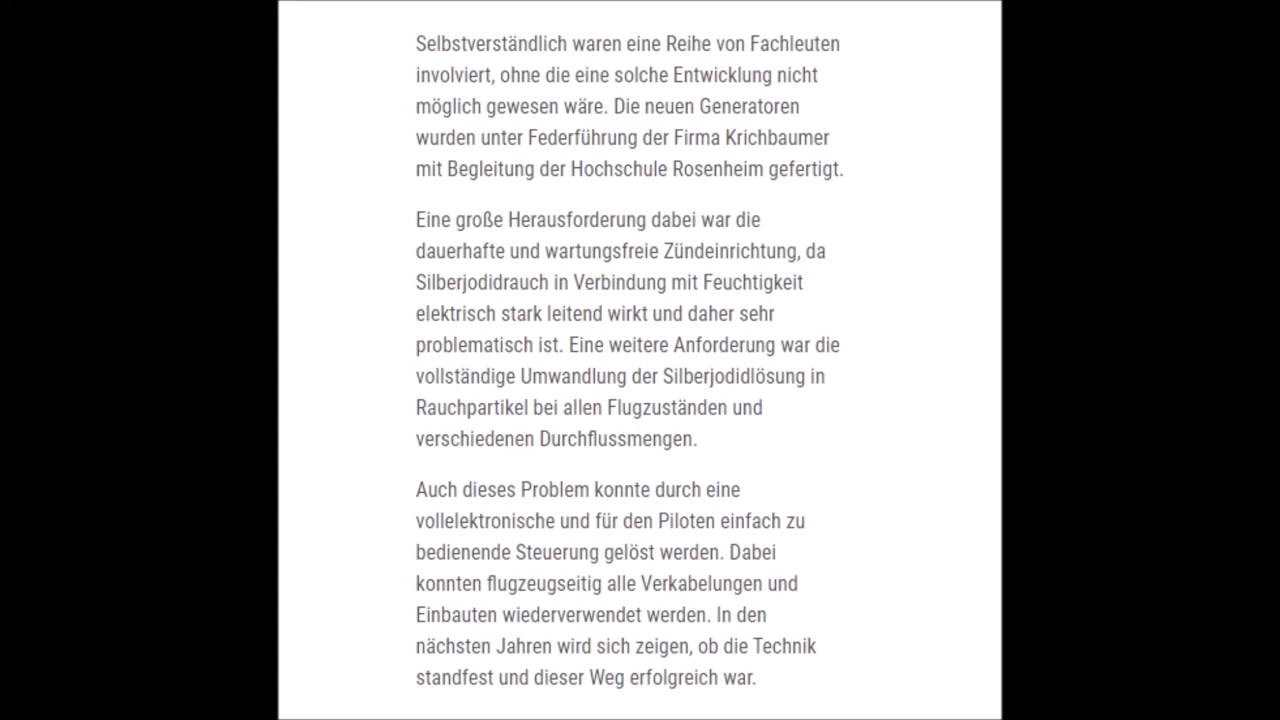 Selbstverständlich waren eine Reihe von Fachleuten
involviert, ohne die eine solche Entwicklung nicht
möglich gewesen wäre. Die neuen Generatoren
wurden unter Federführung der Firma Krichbaumer
mit Begleitung der Hochschule Rosenheim gefertigt.
Eine große Herausforderung dabei war die
dauerhafte und wartungsfreie Zündeinrichtung, da
Silberjodidrauch in Verbindung mit Feuchtigkeit
elektrisch stark leitend wirkt und daher sehr
problematisch ist. Eine weitere Anforderung war die
vollständige Umwandlung der Silberjodidlösung in
Rauchpartikel bei allen Flugzuständen und
verschiedenen Durchflussmengen.
Auch dieses Problem konnte durch eine
vollelektronische und für den Piloten einfach zu
bedienende Steuerung gelöst werden. Dabei
konnten flugzeugseitig alle Verkabelungen und
Einbauten wiederverwendet werden. In den
nächsten Jahren wird sich zeigen, ob die Technik
standfest und dieser Weg erfolgreich war.